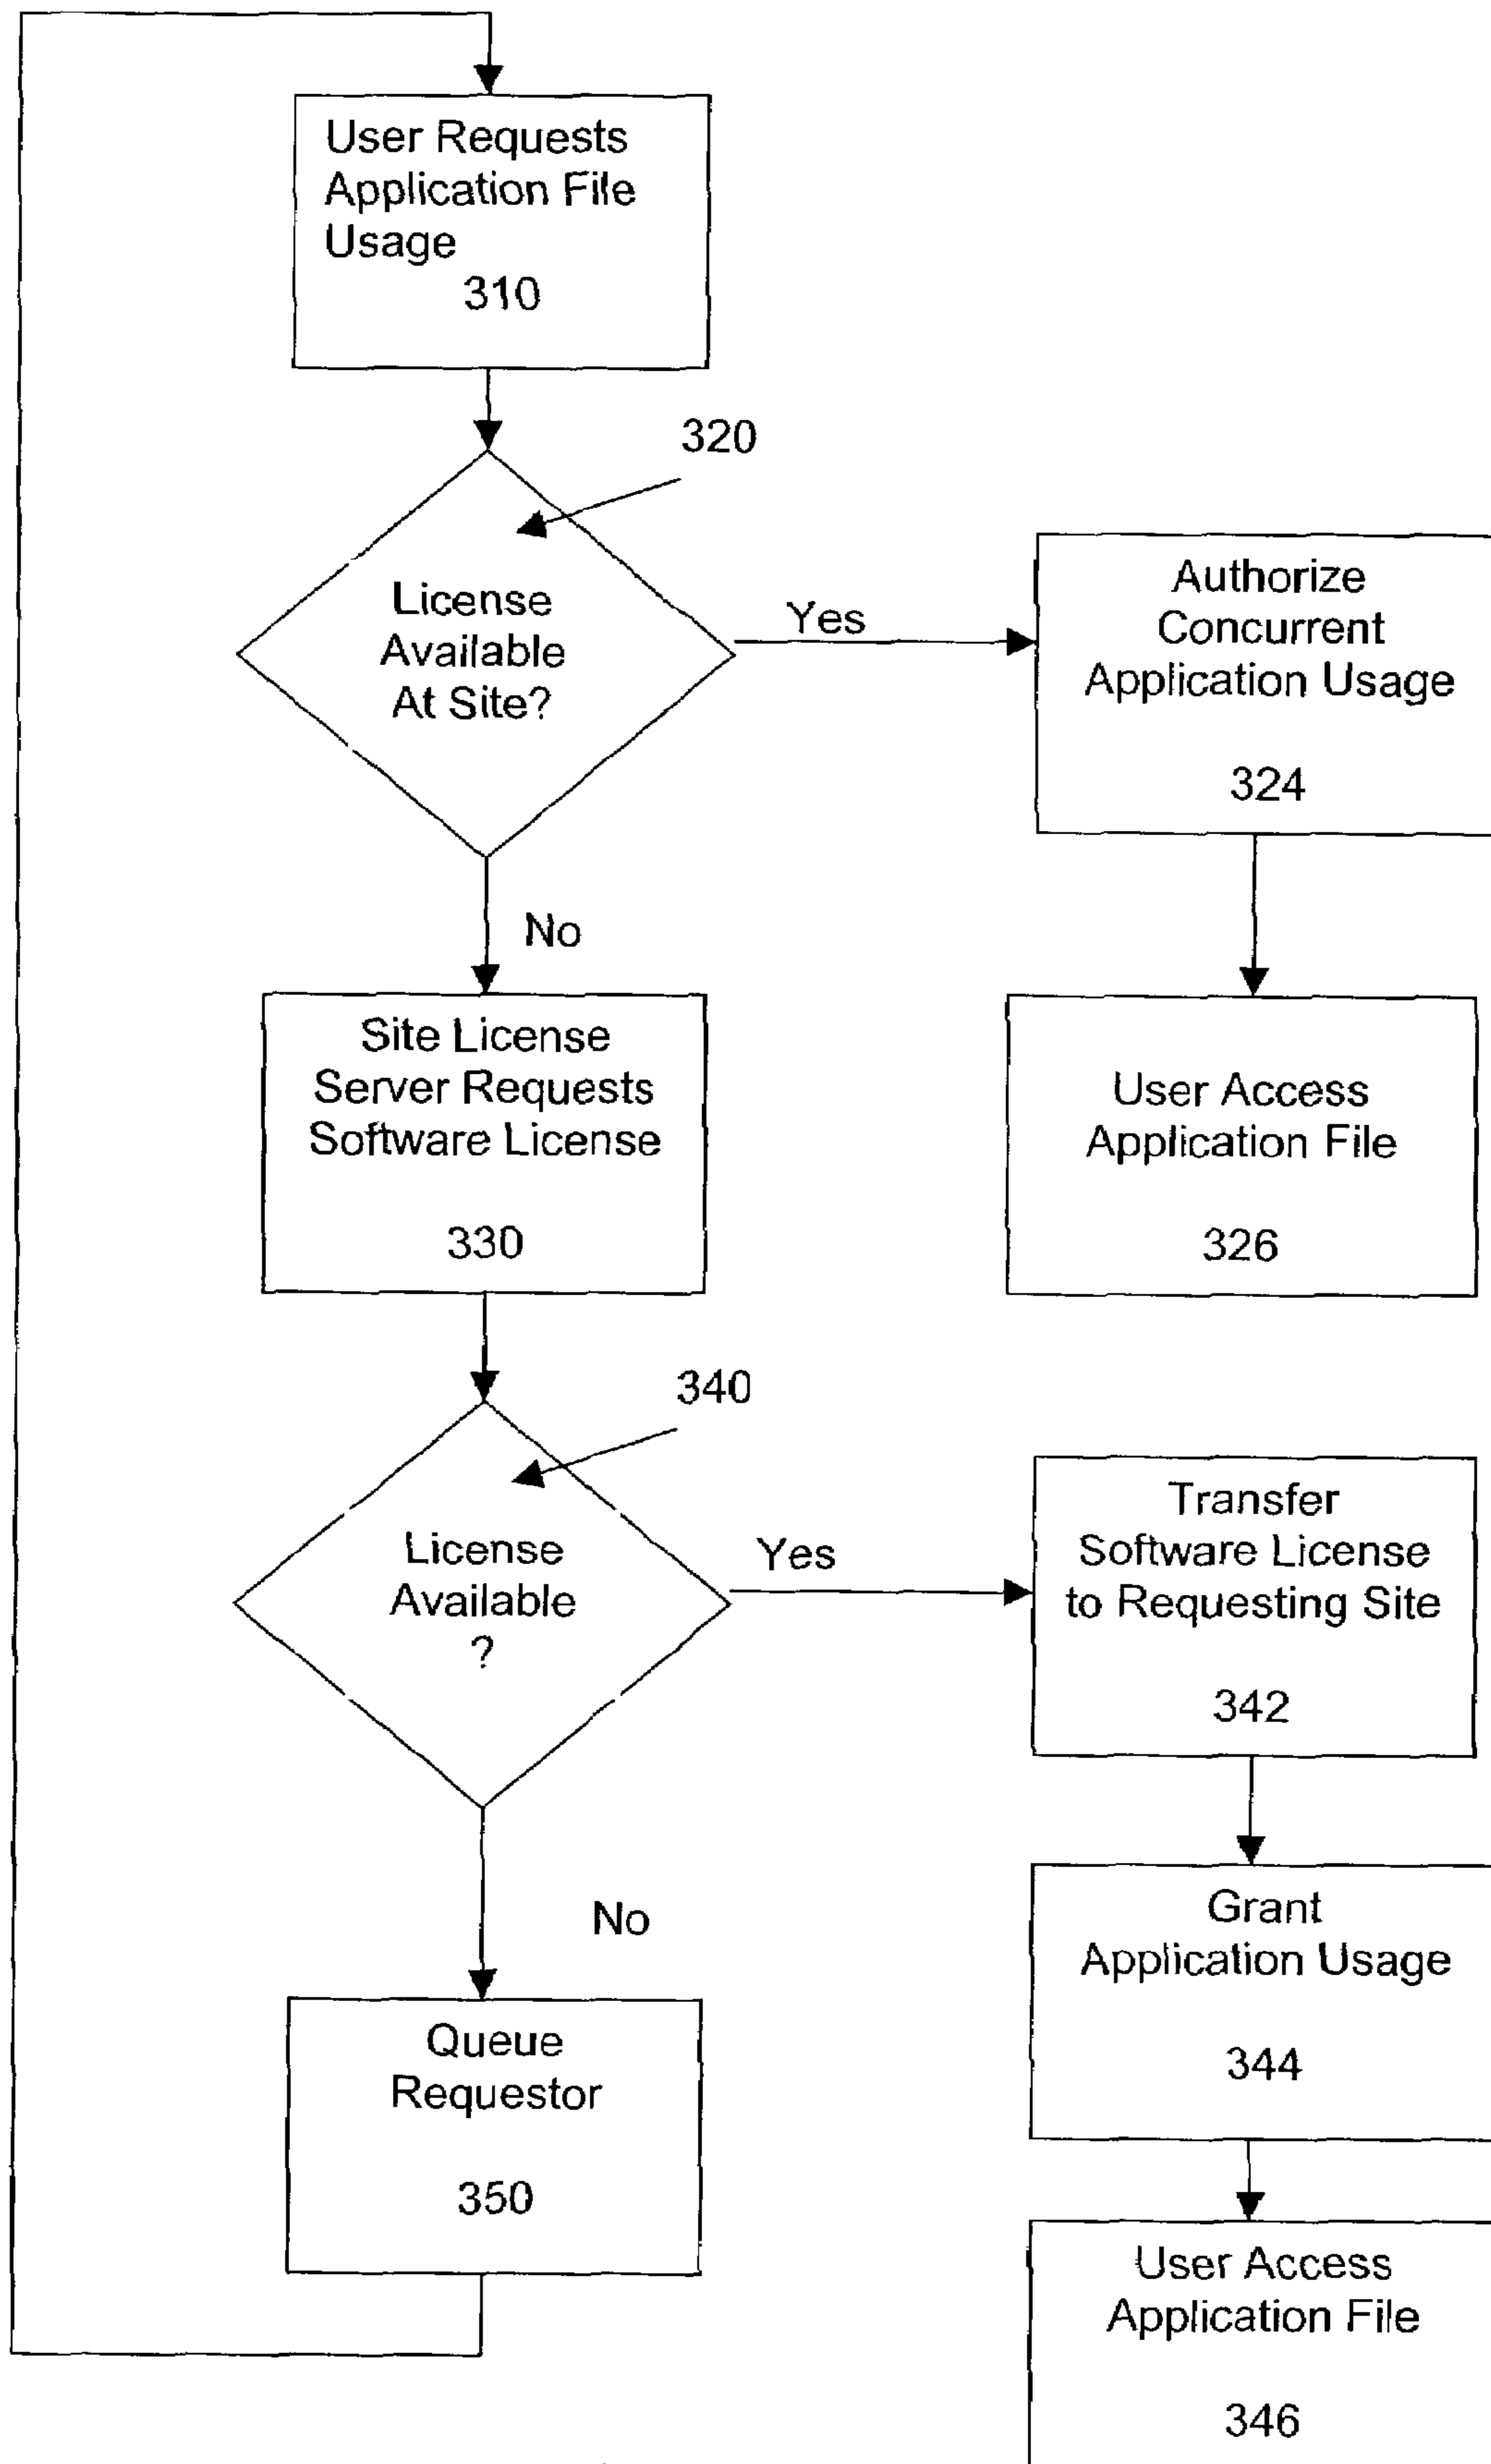 User Requests
Application File
Usage
310
320
License
Available
At Site?
Yes
Authorize
Concurrent
Application Usage
324
No
Site License
Server Requests
Software License
330
User Access
Application File
326
340
License
Available
?
Yes
Transfer
Software License
to Requesting Site
342
No
Grant
Application Usage
344
Queue
Requestor
350
User Access
Application File
346